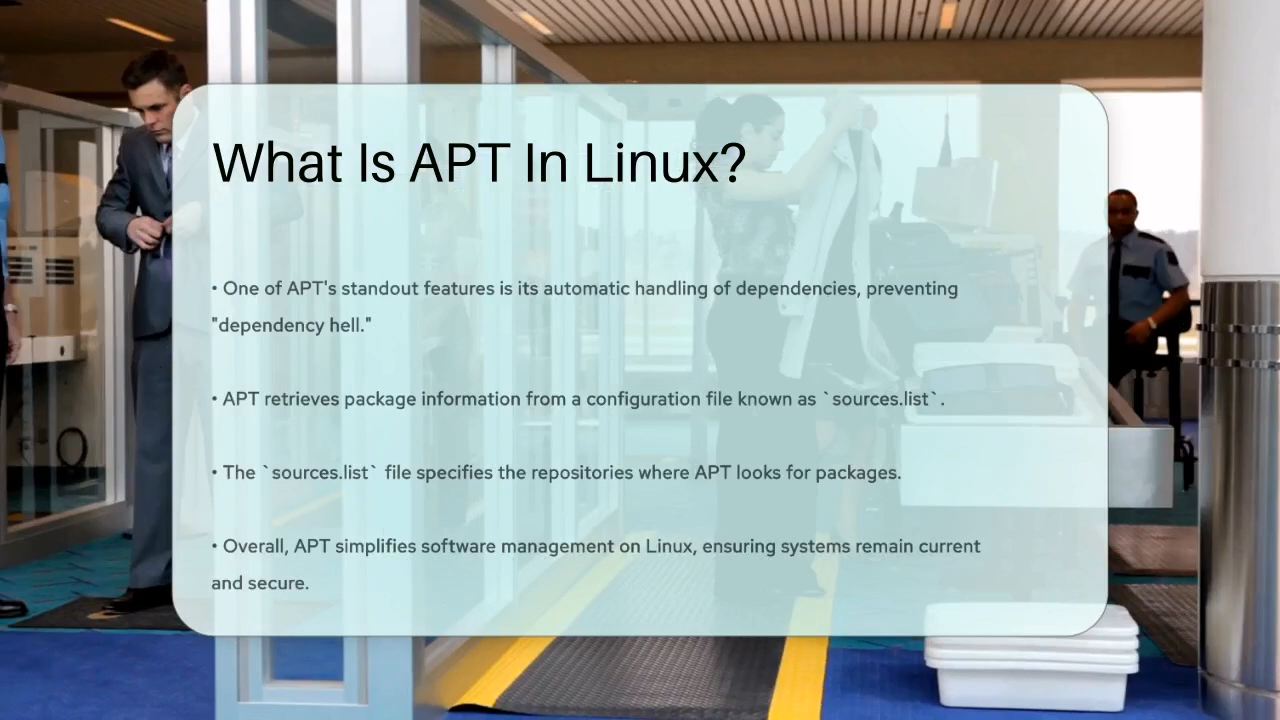 What Is APT In Linux?
• One of APT's standout features is its automatic handling of dependencies, preventing
"dependency hell."
• APT retrieves package information from a configuration file known as `sources.list`.
• The `sources.list` file specifies the repositories where APT looks for packages.
• Overall, APT simplifies software management on Linux, ensuring systems remain current
and secure.